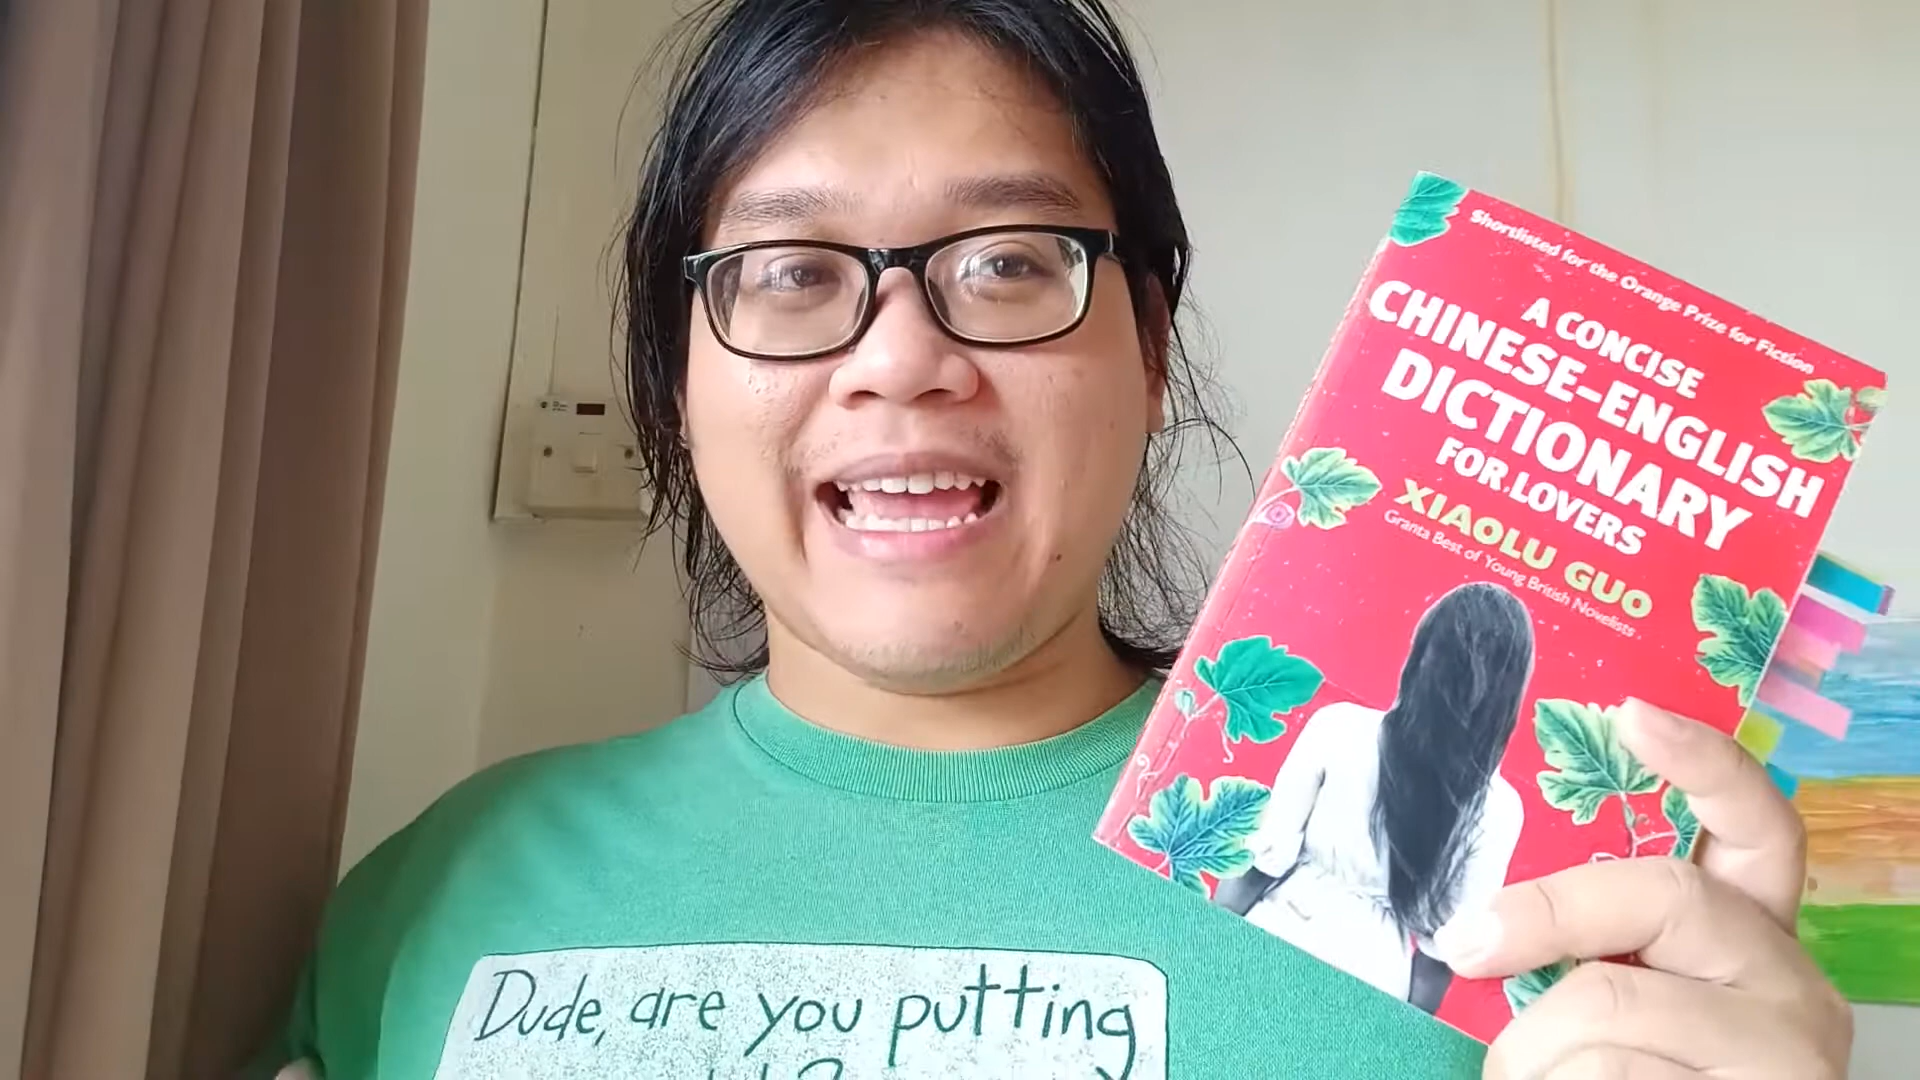 Shortlisted for the Orange Prize for Fiction
A CONCISE
CHINESE-ENGLISH
DICTIONARY
FOR LOVERS
XIAOLU GUO
Granta Best of Young British Novelists
Dude, are you putting